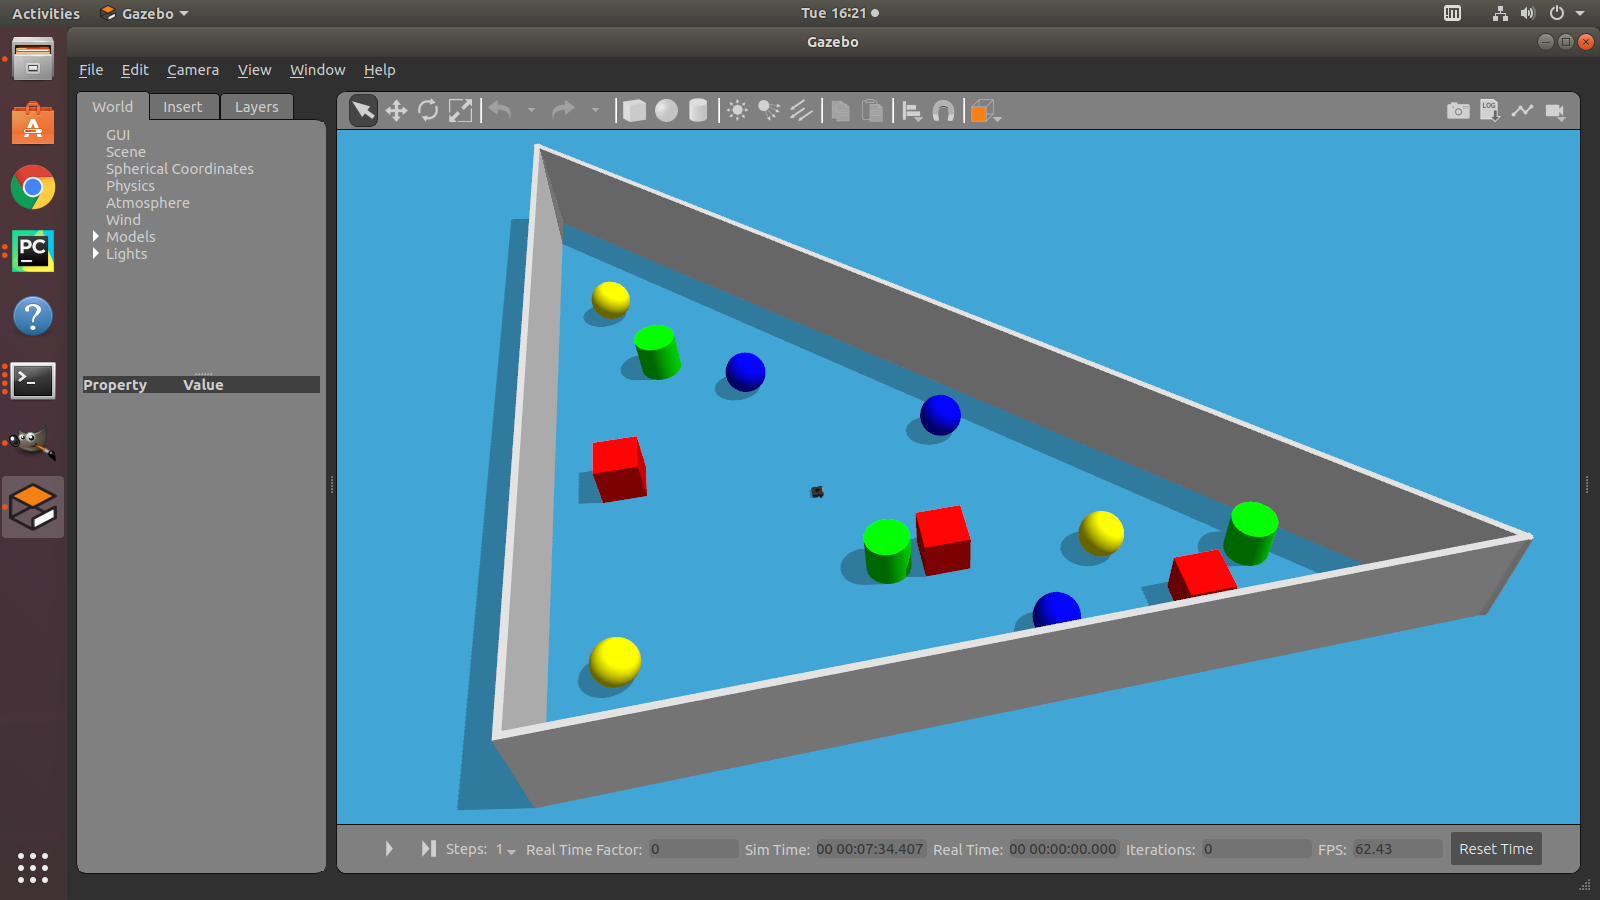 Activities Gazebo Tue 16:21
Gazebo
File Edit Camera View Window Help
World Insert Layers
GUI
Scene
Spherical Coordinates
Physics
Atmosphere
Wind
Models
Lights
Property Value
LOG
PC
Steps: 1 Real Time Factor: 0 Sim Time: 00 00:07:34.407 Real Time: 00 00:00:00.000 Iterations: 0 FPS: 62.43 Reset Time